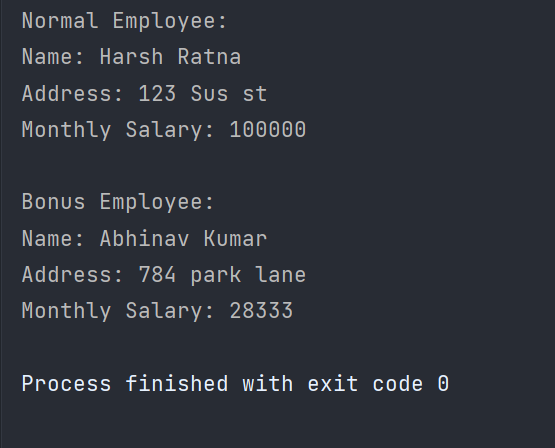 Normal Employee:
Name: Harsh Ratna
Address: 123 Sus st
Monthly Salary: 100000
Bonus Employee:
Name: Abhinav Kumar
Address: 784 park lane
Monthly Salary: 28333
Process finished with exit code 0